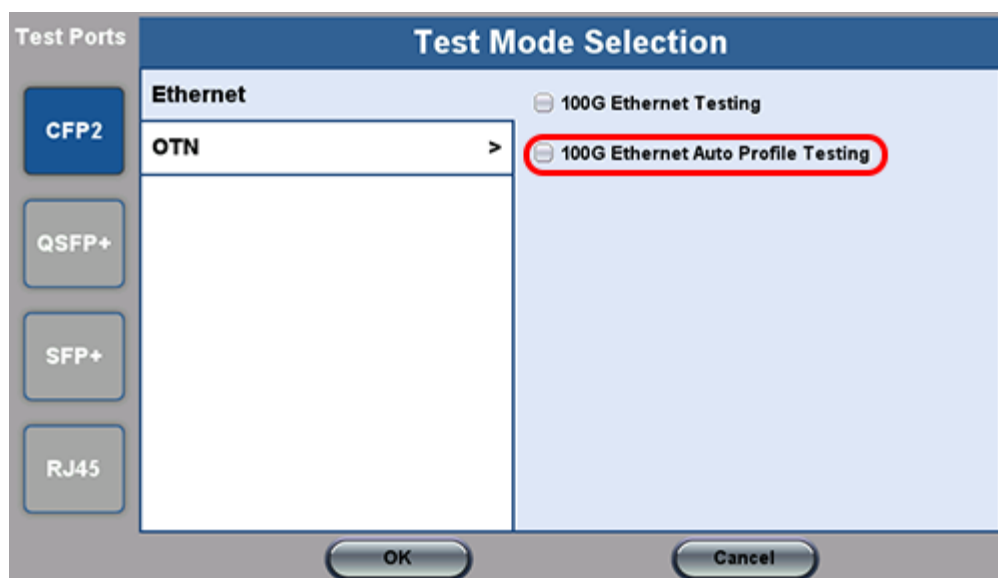 Test Ports
Test Mode Selection
CFP2
QSFP+
SFP+
RJ45
Ethernet
OTN >
100G Ethernet Testing
100G Ethernet Auto Profile Testing
OK
Cancel